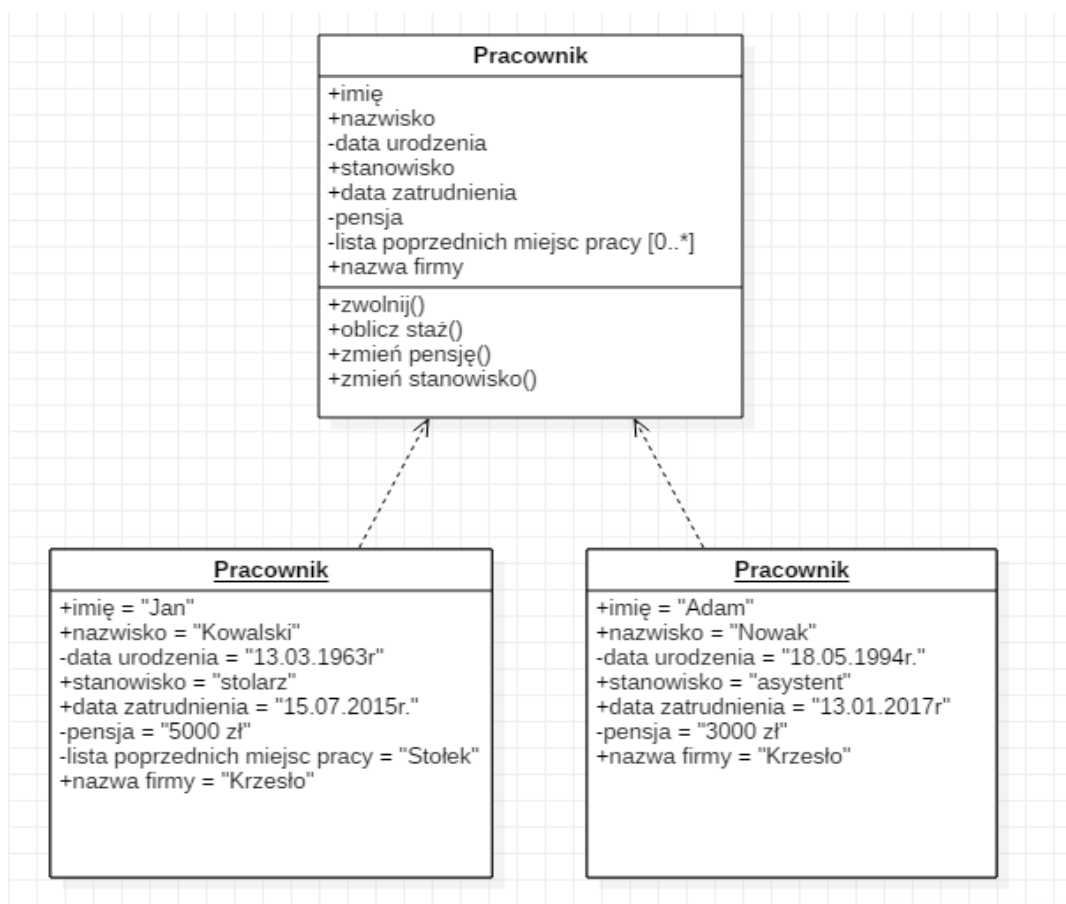 Pracownik
+imię
+nazwisko
-data urodzenia
+stanowisko
+data zatrudnienia
-pensja
-lista poprzednich miejsc pracy [0..*]
+nazwa firmy
+zwolnij()
+oblicz staż()
+zmień pensję()
+zmień stanowisko()
Pracownik
+imię = "Jan"
+nazwisko = "Kowalski"
-data urodzenia = "13.03.1963r"
+stanowisko = "stolarz"
+data zatrudnienia = "15.07.2015r."
-pensja = "5000 zł"
-lista poprzednich miejsc pracy = "Stołek"
+nazwa firmy = "Krzesło"
Pracownik
+imię = "Adam"
+nazwisko = "Nowak"
-data urodzenia = "18.05.1994r."
+stanowisko = "asystent"
+data zatrudnienia = "13.01.2017r"
-pensja = "3000 zł"
+nazwa firmy = "Krzesło"